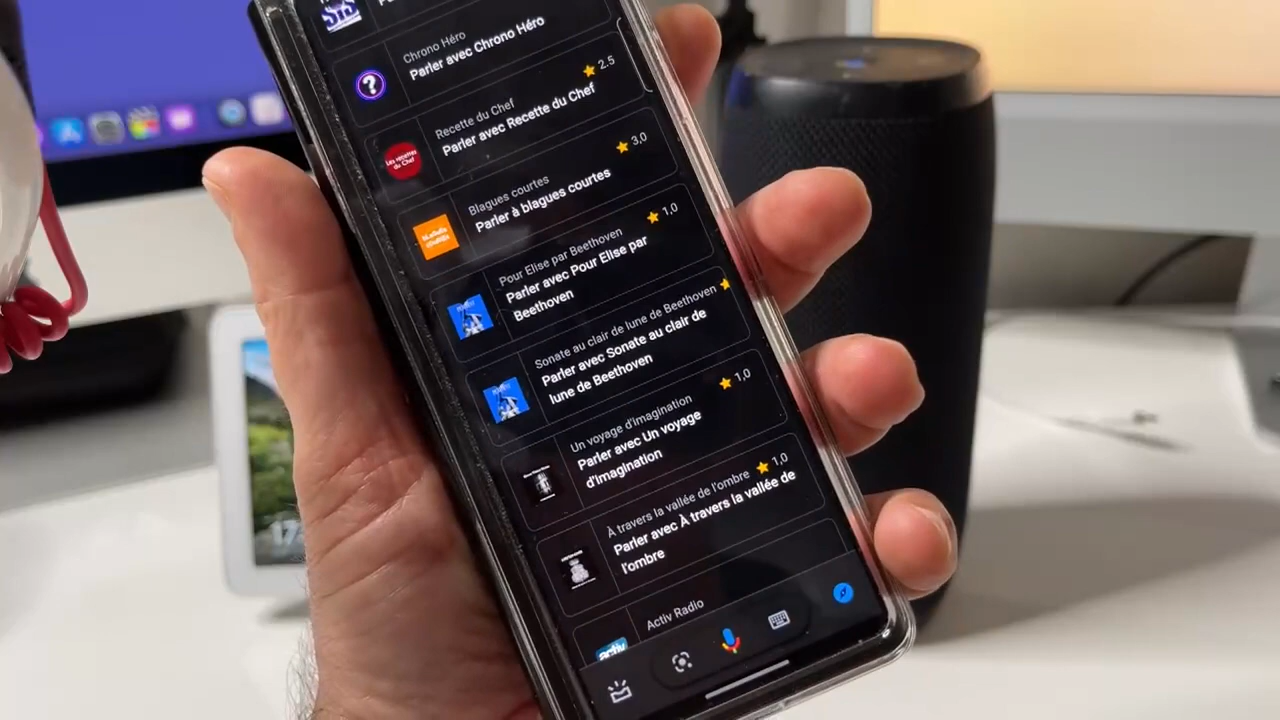 SiS
Chrono Héro
Parler avec Chrono Héro
2.5
Recette du Chef
Parler avec Recette du Chef
Les recettes
du Chef
3,0
Blagues courtes
Parler à blagues courtes
1,0
Pour Elise par Beethoven
Parler avec Pour Elise par
Beethoven
Sonate au clair de lune de Beethoven
Parler avec Sonate au clair de
lune de Beethoven
1,0
Un voyage d'imagination
Parler avec Un voyage
d'imagination
1,0
À travers la vallée de l'ombre
Parler avec À travers la vallée de
l'ombre
Activ Radio
activ
17